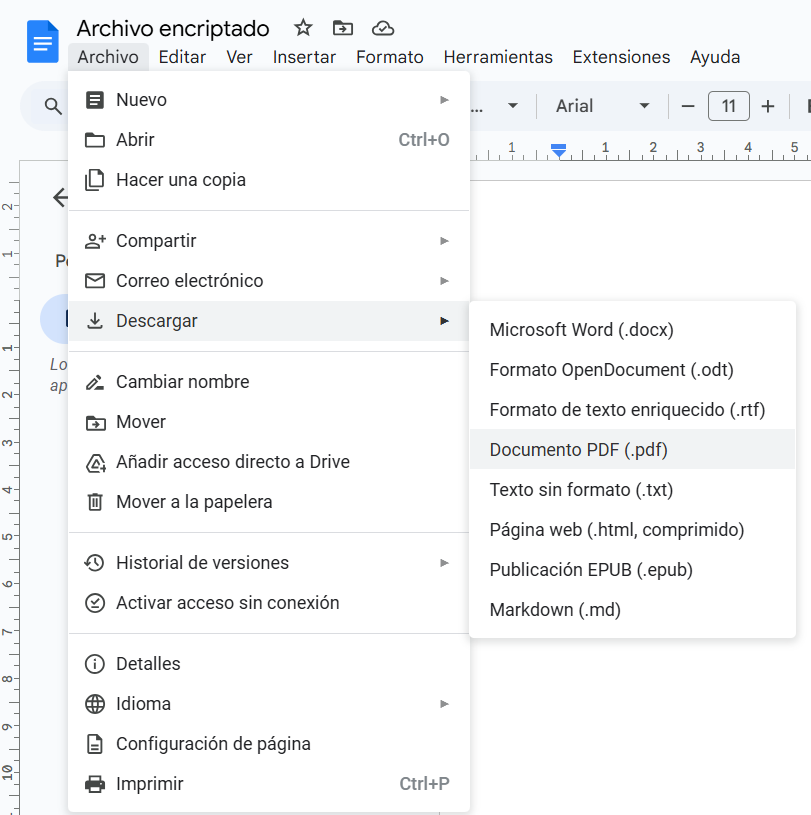 Archivo encriptado
Archivo Editar Ver Insertar Formato Herramientas Extensiones Ayuda
Nuevo
... Arial 11
Abrir Ctrl+O
1 1 2 3 4 5
Hacer una copia
2
1
Compartir
Correo electrónico
Descargar
Microsoft Word (.docx)
Formato OpenDocument (.odt)
Formato de texto enriquecido (.rtf)
Documento PDF (.pdf)
Texto sin formato (.txt)
Página web (.html, comprimido)
Publicación EPUB (.epub)
Markdown (.md)
Lo
ap
1
2
3
4
5
6
7
8
9
10
Cambiar nombre
Mover
Añadir acceso directo a Drive
Mover a la papelera
Historial de versiones
Activar acceso sin conexión
Detalles
Idioma
Configuración de página
Imprimir Ctrl+P